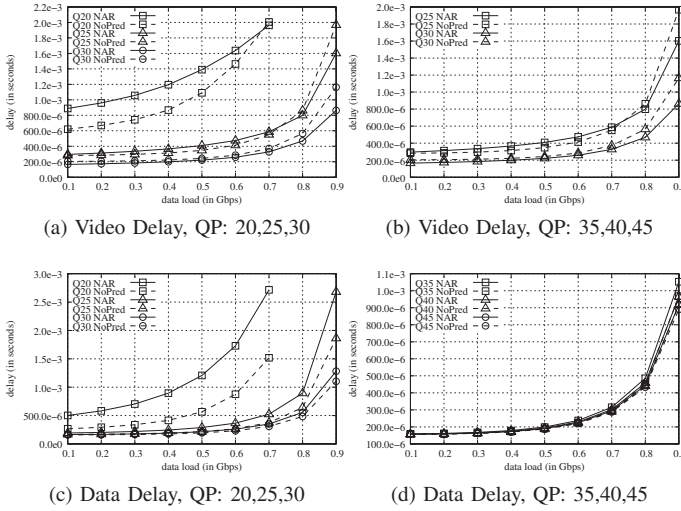 2.2e−3
2.0e−3
1.8e−3
1.6e−3
1.4e−3
1.2e−3
1.0e−3
800.0e−6
600.0e−6
400.0e−6
200.0e−6
0.0e0
delay (in seconds)
Q20 NAR
Q20 NoPred
Q25 NAR
Q25 NoPred
Q30 NAR
Q30 NoPred
0.1 0.2 0.3 0.4 0.5 0.6 0.7 0.8 0.9
data load (in Gbps)
(a) Video Delay, QP: 20,25,30
2.0e−3
1.8e−3
1.6e−3
1.4e−3
1.2e−3
1.0e−3
800.0e−6
600.0e−6
400.0e−6
200.0e−6
0.0e0
delay (in seconds)
Q25 NAR
Q25 NoPred
Q30 NAR
Q30 NoPred
0.1 0.2 0.3 0.4 0.5 0.6 0.7 0.8 0.
data load (in Gbps)
(b) Video Delay, QP: 35,40,45
3.0e−3
2.5e−3
2.0e−3
1.5e−3
1.0e−3
500.0e−6
0.0e0
delay (in seconds)
Q20 NAR
Q20 NoPred
Q25 NAR
Q25 NoPred
Q30 NAR
Q30 NoPred
0.1 0.2 0.3 0.4 0.5 0.6 0.7 0.8 0.9
data load (in Gbps)
(c) Data Delay, QP: 20,25,30
1.1e−3
1.0e−3
900.0e−6
800.0e−6
700.0e−6
600.0e−6
500.0e−6
400.0e−6
300.0e−6
200.0e−6
100.0e−6
delay (in seconds)
Q35 NAR
Q35 NoPred
Q40 NAR
Q40 NoPred
Q45 NAR
Q45 NoPred
0.1 0.2 0.3 0.4 0.5 0.6 0.7 0.8 0.
data load (in Gbps)
(d) Data Delay, QP: 35,40,45